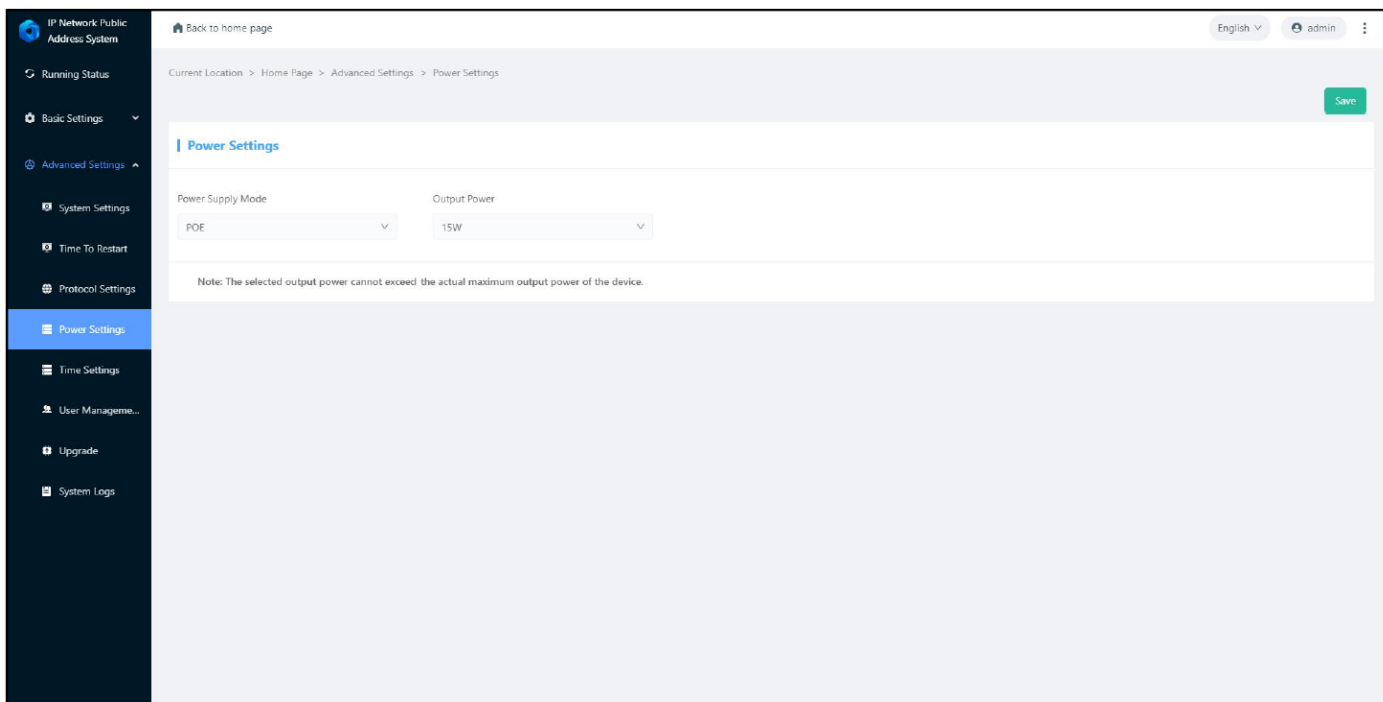 IP Network Public
Address System
Back to home page
English
admin
Running Status
Basic Settings
Advanced Settings
System Settings
Time To Restart
Protocol Settings
Power Settings
Time Settings
User Manageme...
Upgrade
System Logs
Current Location > Home Page > Advanced Settings > Power Settings
Save
Power Settings
Power Supply Mode
Output Power
POE
15W
Note: The selected output power cannot exceed the actual maximum output power of the device.